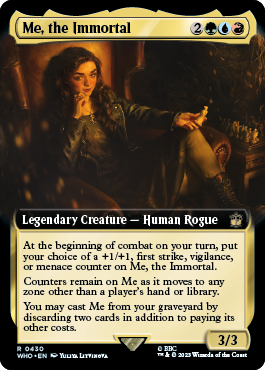 Me, the Immortal 2
Legendary Creature — Human Rogue
At the beginning of combat on your turn, put
your choice of a +1/+1, first strike, vigilance,
or menace counter on Me, the Immortal.
Counters remain on Me as it moves to any
zone other than a player's hand or library.
You may cast Me from your graveyard by
discarding two cards in addition to paying its
other costs.
3/3
R 0430
WHO • EN YULIYA LITVINOVA
© BBC
™ & © 2023 Wizards of the Coast